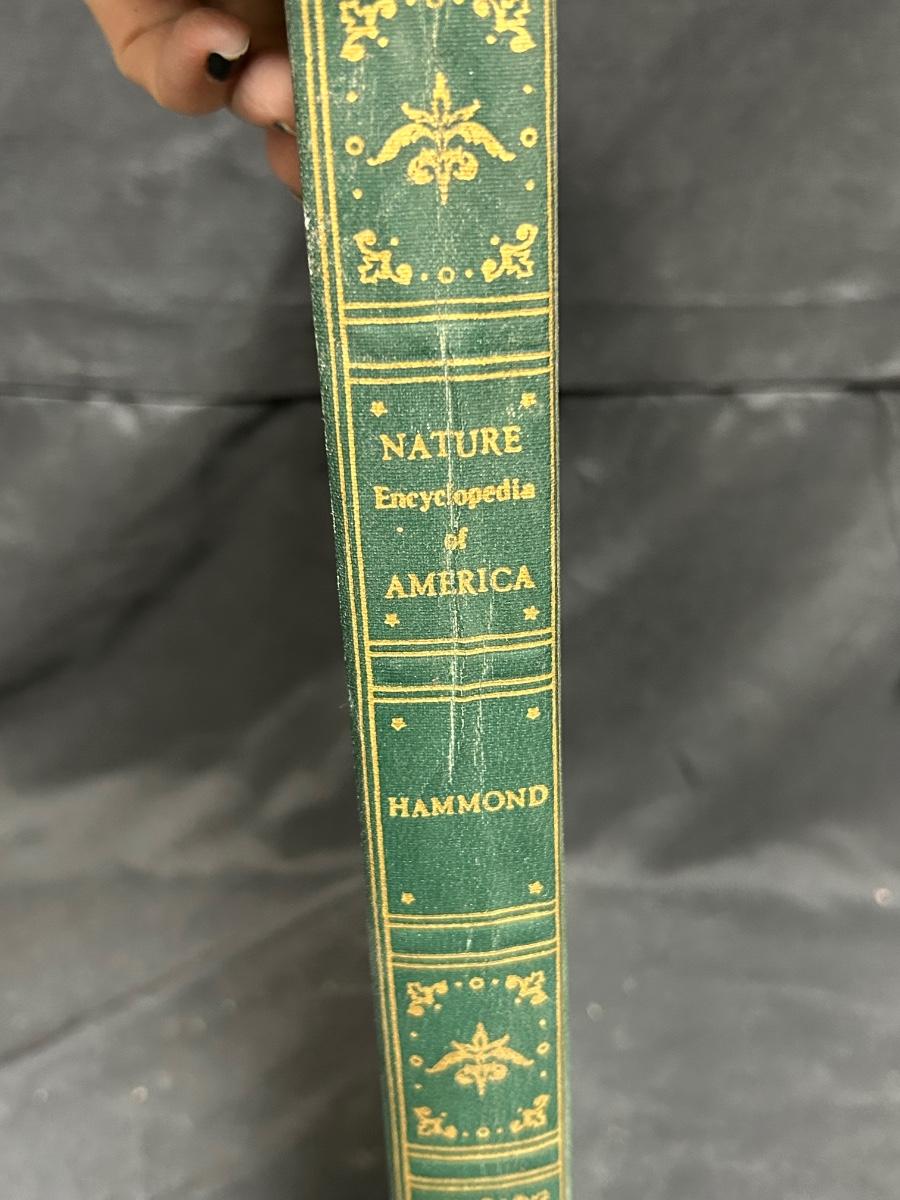 NATURE
Encyclopedia
of
AMERICA
HAMMOND